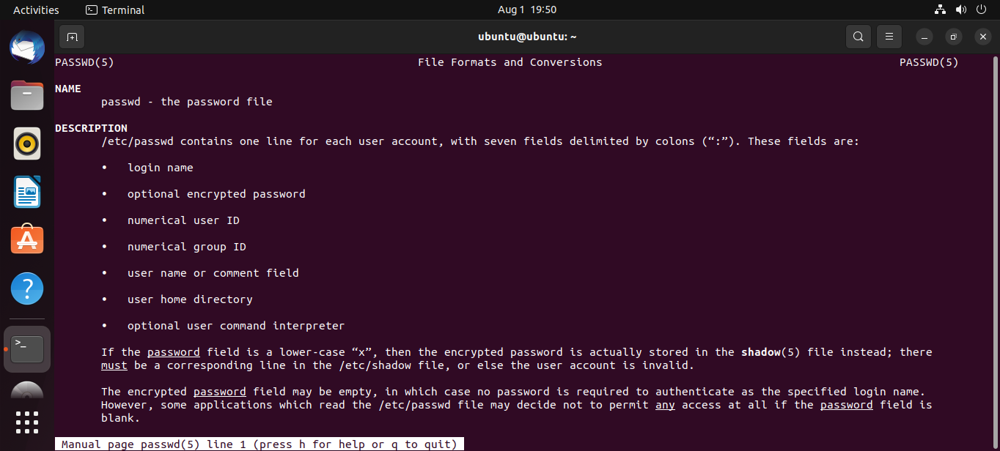 Activities Terminal Aug 1 19:50
ubuntu@ubuntu: ~
PASSWD(5) File Formats and Conversions PASSWD(5)
NAME
passwd - the password file
DESCRIPTION
/etc/passwd contains one line for each user account, with seven fields delimited by colons (“:”). These fields are:
• login name
• optional encrypted password
• numerical user ID
• numerical group ID
• user name or comment field
• user home directory
• optional user command interpreter
If the password field is a lower-case “x”, then the encrypted password is actually stored in the shadow(5) file instead; there
must be a corresponding line in the /etc/shadow file, or else the user account is invalid.
The encrypted password field may be empty, in which case no password is required to authenticate as the specified login name.
However, some applications which read the /etc/passwd file may decide not to permit any access at all if the password field is
blank.
Manual page passwd(5) line 1 (press h for help or q to quit)